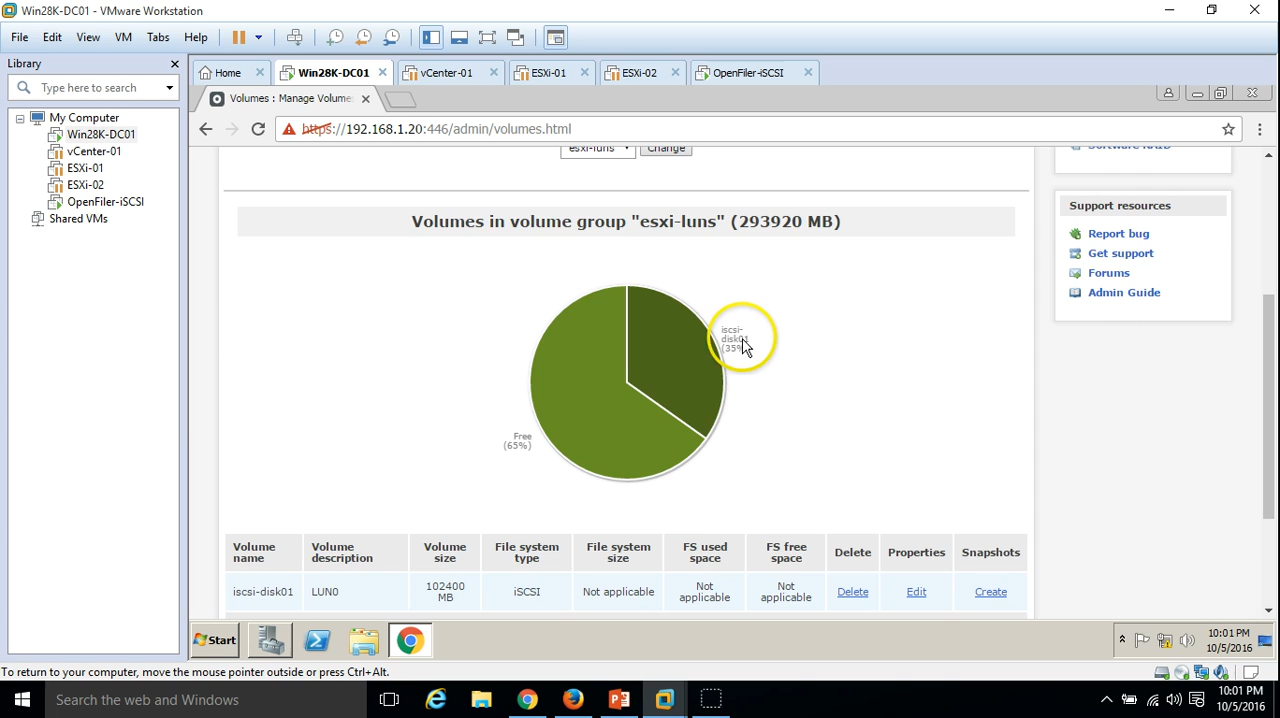 Win28K-DC01 - VMware Workstation
File Edit View VM Tabs Help
Library
Type here to search
My Computer
Win28K-DC01
vCenter-01
ESXi-01
ESXi-02
OpenFiler-iSCSI
Shared VMs
Home Win28K-DC01 vCenter-01 ESXi-01 ESXi-02 OpenFiler-iSCSI
Volumes : Manage Volume
https://192.168.1.20:446/admin/volumes.html
esxi-luns Change
Volumes in volume group "esxi-luns" (293920 MB)
iscsi-
disk01
(35%
Free
(65%)
Software RAID
Support resources
Report bug
Get support
Forums
Admin Guide
Volume name Volume description Volume size File system type File system size FS used space FS free space Delete Properties Snapshots
iscsi-disk01 LUN0 102400 MB iSCSI Not applicable Not applicable Not applicable Delete Edit Create
Start
10:01 PM
10/5/2016
To return to your computer, move the mouse pointer outside or press Ctrl+Alt.
Search the web and Windows
10:01 PM
10/5/2016